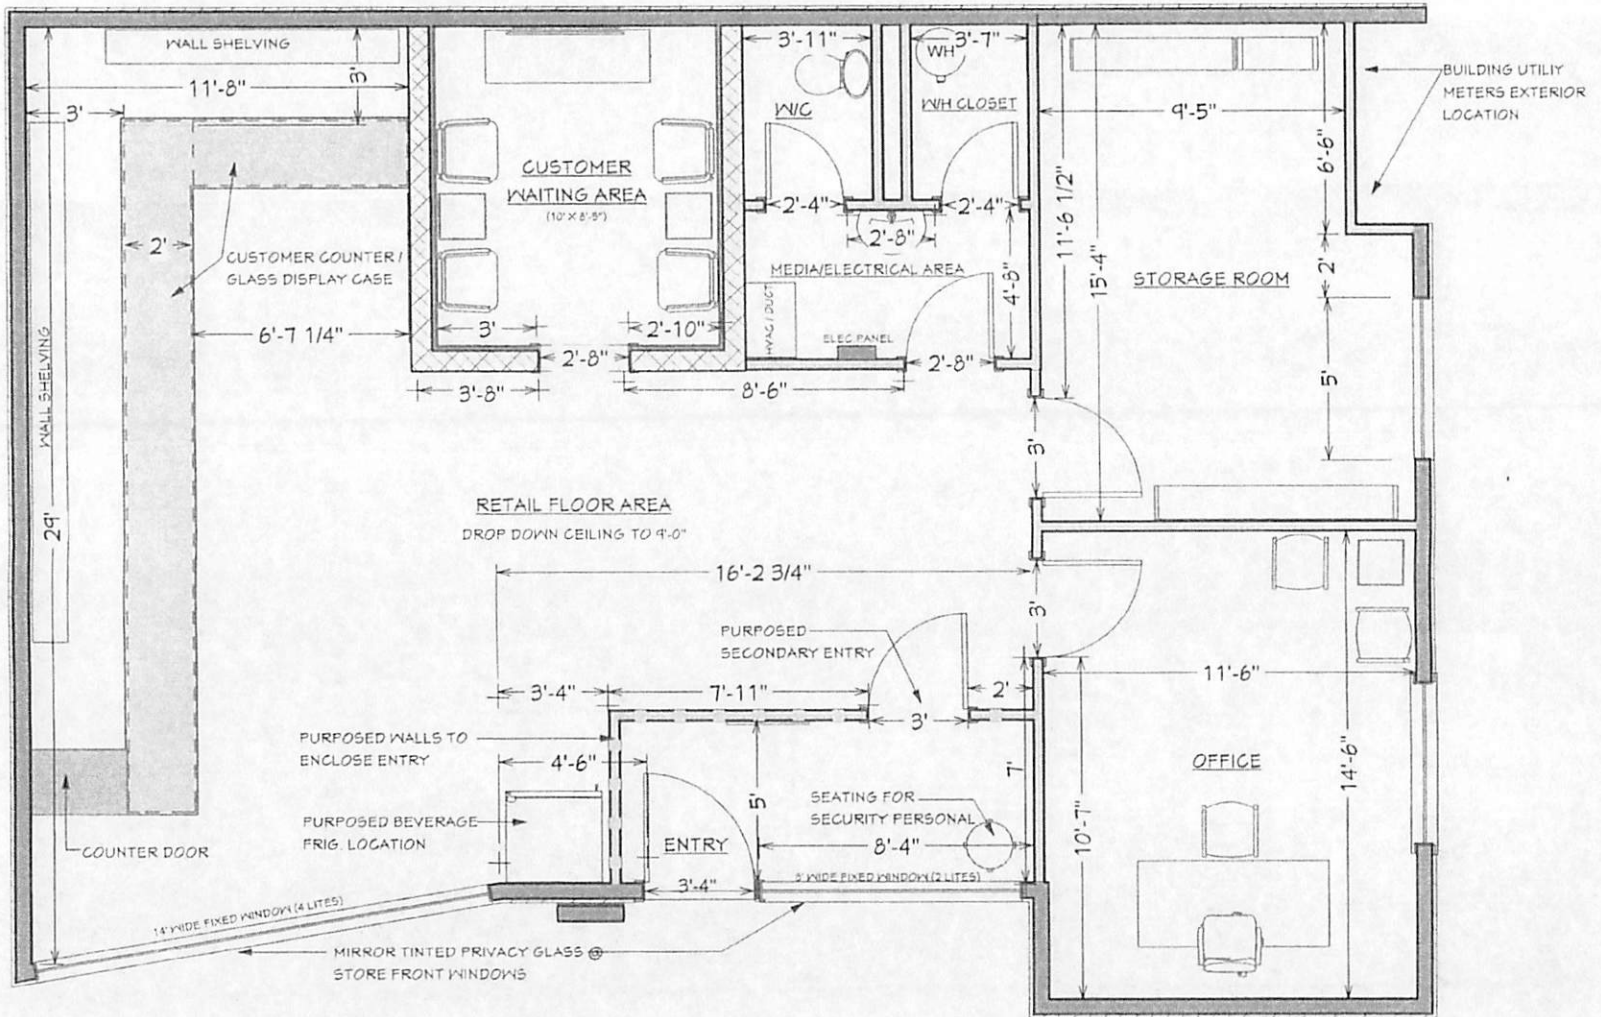 WALL SHELVING
11'-8"
3'
3'
2'
CUSTOMER COUNTER /
GLASS DISPLAY CASE
6'-7 1/4"
WALL SHELVING
29'
CUSTOMER
WAITING AREA
3'
2'-10"
2'-8"
3'-8"
8'-6"
3'-11"
W/C
3'-7"
WH
W/H CLOSET
2'-4"
2'-4"
2'-8"
MEDIA/ELECTRICAL AREA
4'-8"
HVAC/DUCT
ELEC PANEL
2'-8"
11'-6 1/2"
15'-4"
9'-5"
6'-6"
2'
5'
STORAGE ROOM
BUILDING UTILIY
METERS EXTERIOR
LOCATION
3'
RETAIL FLOOR AREA
DROP DOWN CEILING TO 9'-0"
16'-2 3/4"
3'
PURPOSED
SECONDARY ENTRY
3'-4"
7'-11"
2'
3'
PURPOSED WALLS TO
ENCLOSE ENTRY
4'-6"
5'
7'
PURPOSED BEVERAGE
FRIG. LOCATION
SEATING FOR
SECURITY PERSONAL
ENTRY
8'-4"
3'-4"
WIDE FIXED WINDOW (2 LITES)
COUNTER DOOR
14' WIDE FIXED WINDOW (4 LITES)
MIRROR TINTED PRIVACY GLASS @
STORE FRONT WINDOWS
11'-6"
OFFICE
14'-6"
10'-7"